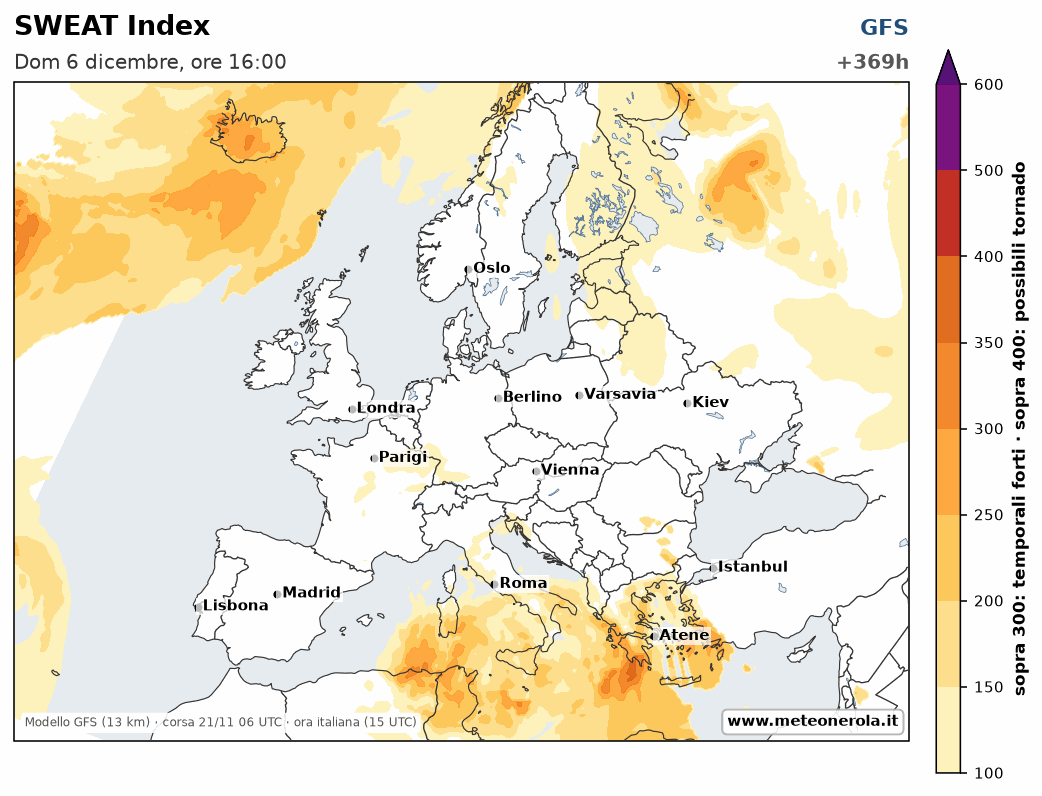 SWEAT Index
GFS
Dom 6 dicembre, ore 16:00
+369h
Oslo
Berlino
Varsavia
Londra
Kiev
Parigi
Vienna
Istanbul
Roma
Madrid
Lisbona
Atene
Modello GFS (13 km) · corsa 21/11 06 UTC · ora italiana (15 UTC)
www.meteonerola.it
600
500
400
350
300
250
200
150
100
sopra 300: temporali forti · sopra 400: possibili tornado